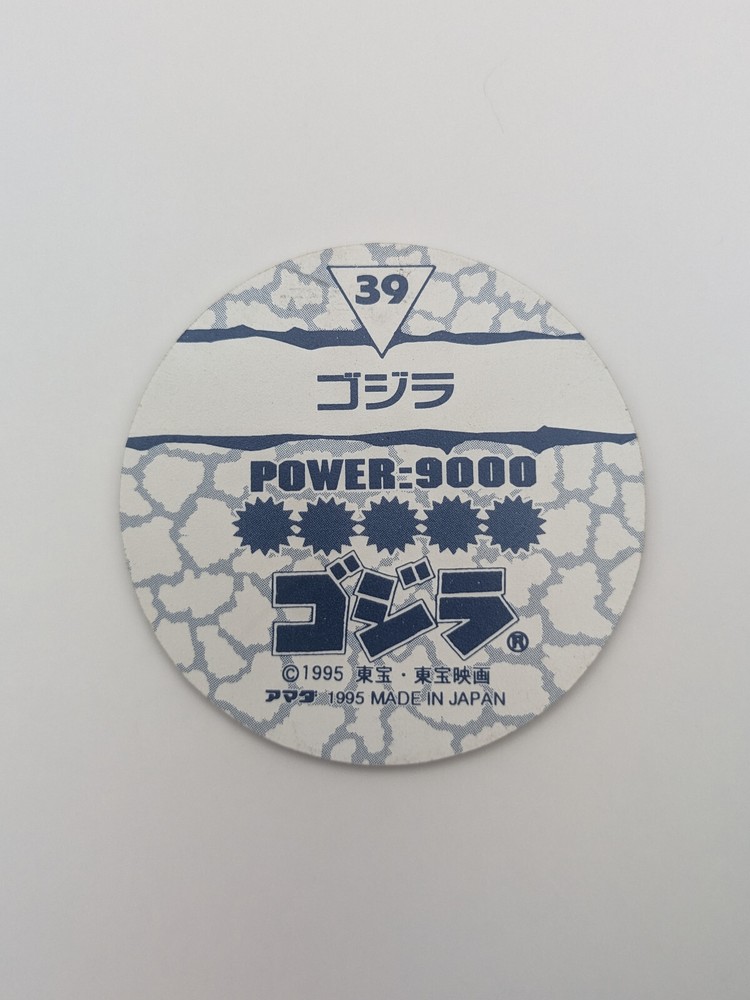 39
ゴジラ
POWER:9000
ゴジラ®
©1995 東宝・東宝映画
アマダ 1995 MADE IN JAPAN